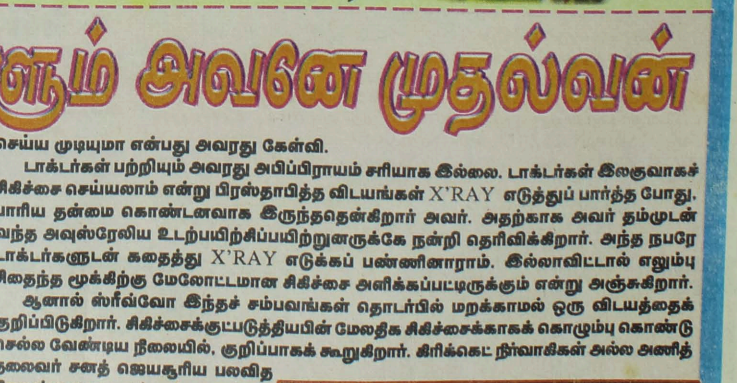 ளும் அவனே முதல்வன்
செய்ய முடியுமா என்பது அவரது கேள்வி.
டாக்டர்கள் பற்றியும் அவரது அபிப்பிராயம் சரியாக இல்லை. டாக்டர்கள் இலகுவாகச்
சிகிச்சை செய்யலாம் என்று பிரஸ்தாபித்த விடயங்கள் X'RAY எடுத்துப் பார்த்த போது,
பாரிய தன்மை கொண்டனவாக இருந்ததென்கிறார் அவர். அதற்காக அவர் தம்முடன்
வந்த அவுஸ்ரேலிய உடற்பயிற்சிப்பயிற்றுனருக்கே நன்றி தெரிவிக்கிறார். அந்த நபரே
டாக்டர்களுடன் கதைத்து X'RAY எடுக்கப் பண்ணினாராம். இல்லாவிட்டால் எலும்பு
சிதைந்த மூக்கிற்கு மேலோட்டமான சிகிச்சை அளிக்கப்பட்டிருக்கும் என்று அஞ்சுகிறார்.
ஆனால் ஸ்ரீவ்வோ இந்தச் சம்பவங்கள் தொடர்பில் மறக்காமல் ஒரு விடயத்தைக்
குறிப்பிடுகிறார். சிகிச்சைக்குட்படுத்தியபின் மேலதிக சிகிச்சைக்காகக் கொழும்பு கொண்டு
செல்ல வேண்டிய நிலையில், குறிப்பாகக் கூறுகிறார். கிரிக்கெட் நிர்வாகிகள் அல்ல அணித்
தலைவர் சனத் ஜெயசூரிய பலவித